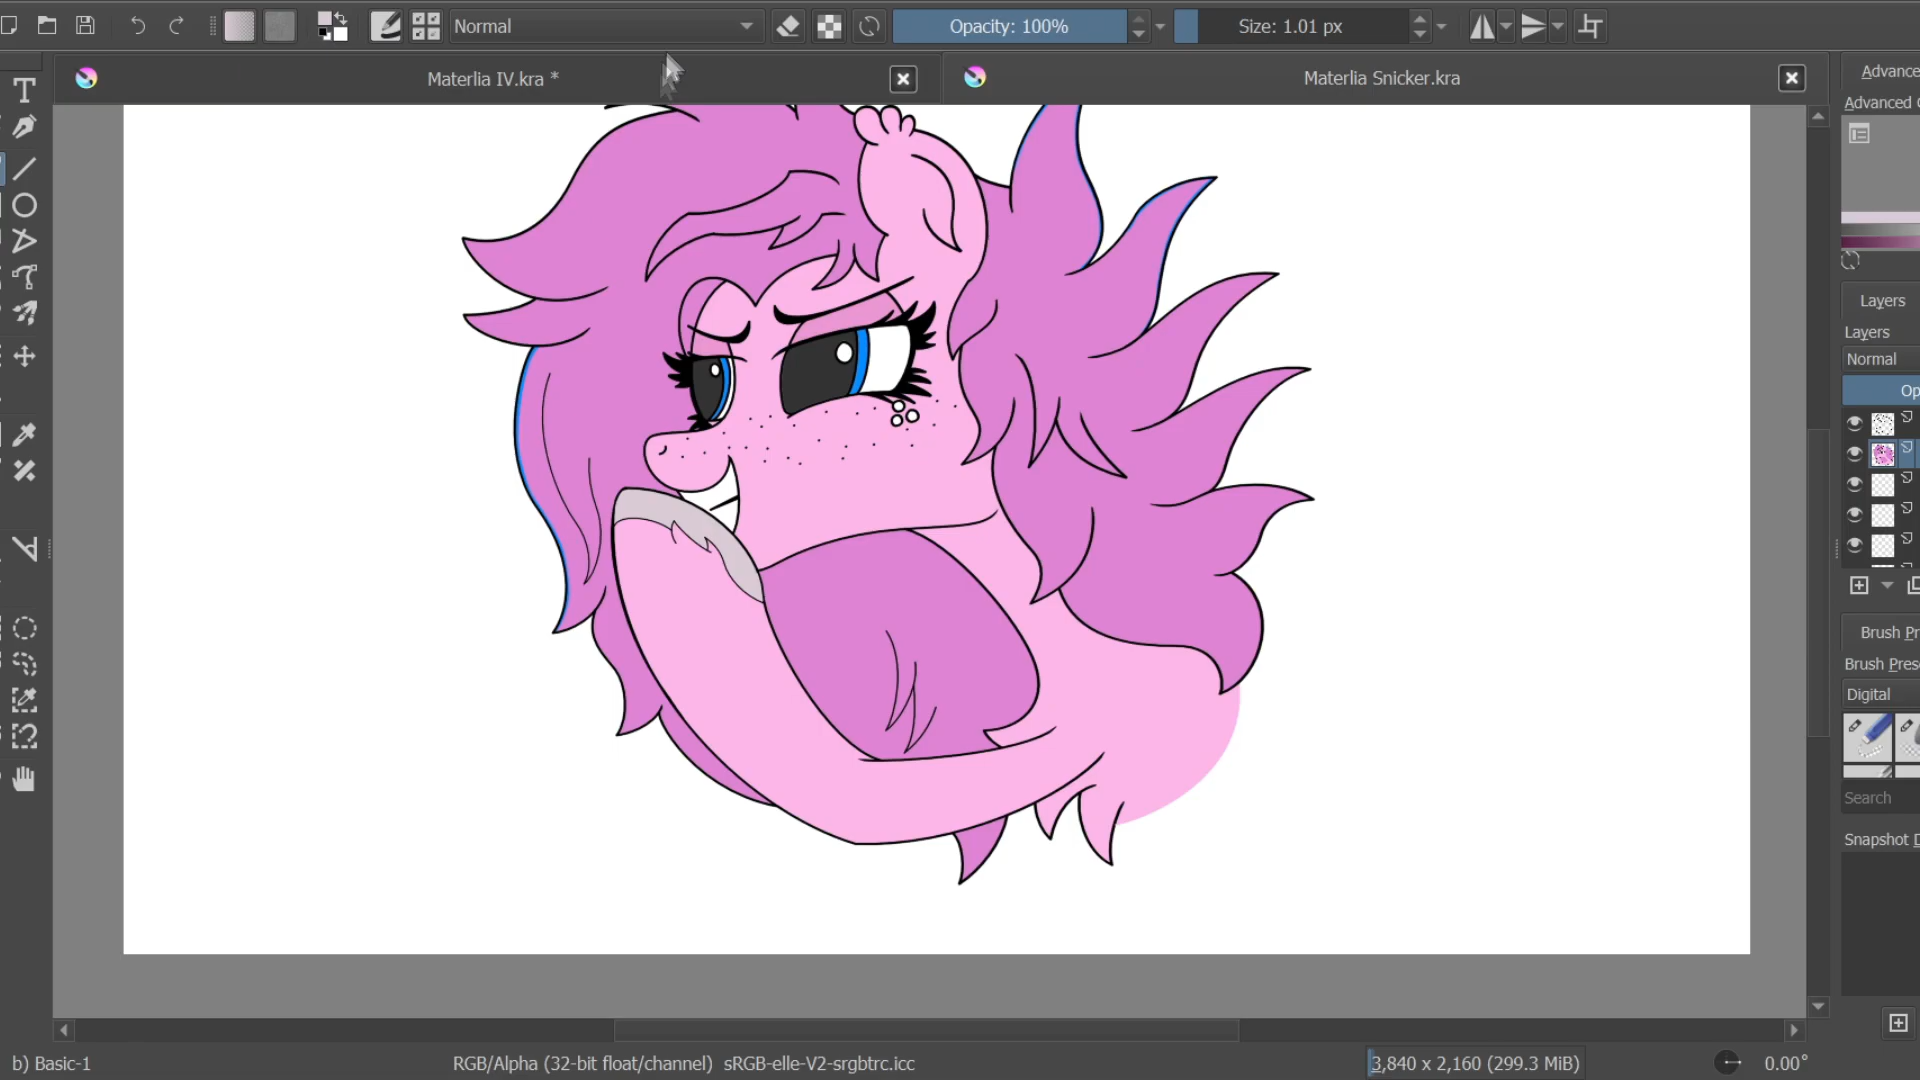 Normal
Opacity: 100%
Size: 1.01 px
Materlia IV.kra *
Materlia Snicker.kra
Advance
Advanced C
Layers
Layers
Normal
Op
Brush Pr
Brush Prese
Digital
Search
Snapshot D
b) Basic-1
RGB/Alpha (32-bit float/channel) sRGB-elle-V2-srgbtrc.icc
3,840 x 2,160 (299.3 MiB)
0.00°